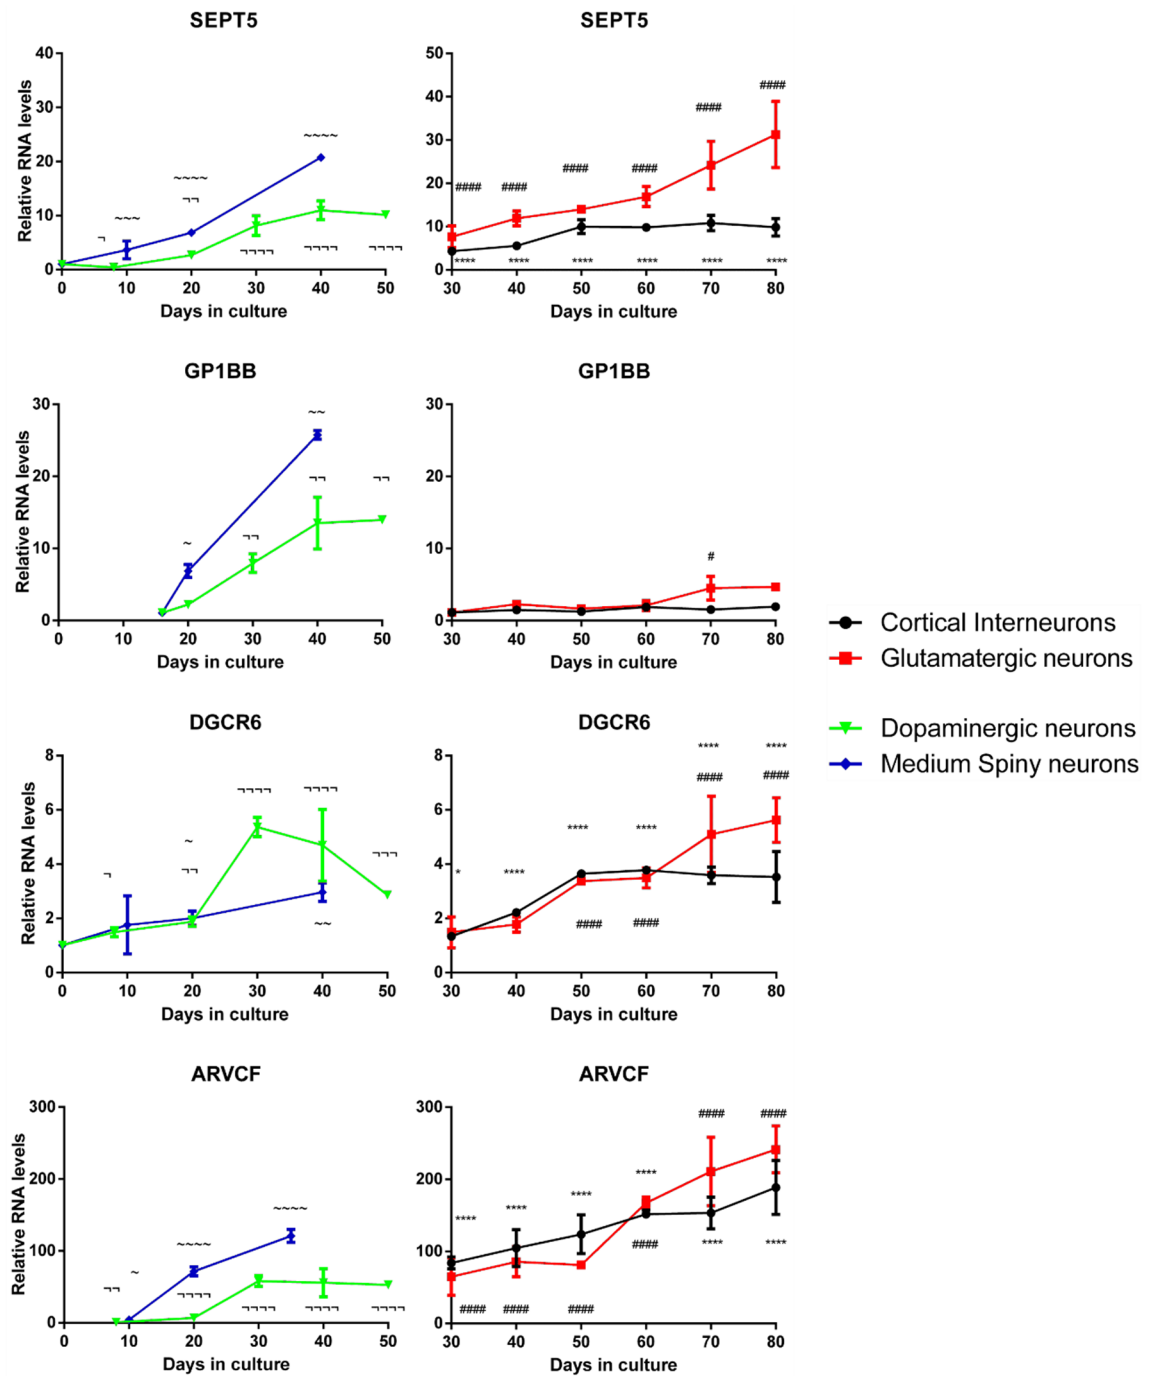 SEPT5
SEPT5
40
30
20
10
0
Relative RNA levels
~~~~
~~~~
¬¬
~~~
¬
¬¬¬¬
¬¬¬¬
¬¬¬¬
0 10 20 30 40 50
Days in culture
50
40
30
20
10
0
####
####
####
####
####
####
**** **** **** **** **** ****
30 40 50 60 70 80
Days in culture
GP1BB
GP1BB
30
20
10
0
Relative RNA levels
~~
¬¬
¬¬
~
¬¬
0 10 20 30 40 50
Days in culture
30
20
10
0
#
30 40 50 60 70 80
Days in culture
Cortical Interneurons
Glutamatergic neurons
Dopaminergic neurons
Medium Spiny neurons
DGCR6
DGCR6
8
6
4
2
0
Relative RNA levels
¬¬¬¬
¬¬¬¬
~
¬¬
¬
¬¬¬
~~
0 10 20 30 40 50
Days in culture
8
6
4
2
0
**** ****
#### ####
**** ****
* ****
#### ####
30 40 50 60 70 80
Days in culture
ARVCF
ARVCF
300
200
100
0
Relative RNA levels
~~~~
~~~~
~
¬¬
¬¬¬¬
¬¬¬¬ ¬¬¬¬ ¬¬¬¬
0 10 20 30 40 50
Days in culture
300
200
100
0
#### ####
****
****
****
****
#### **** ****
#### #### ####
30 40 50 60 70 80
Days in culture